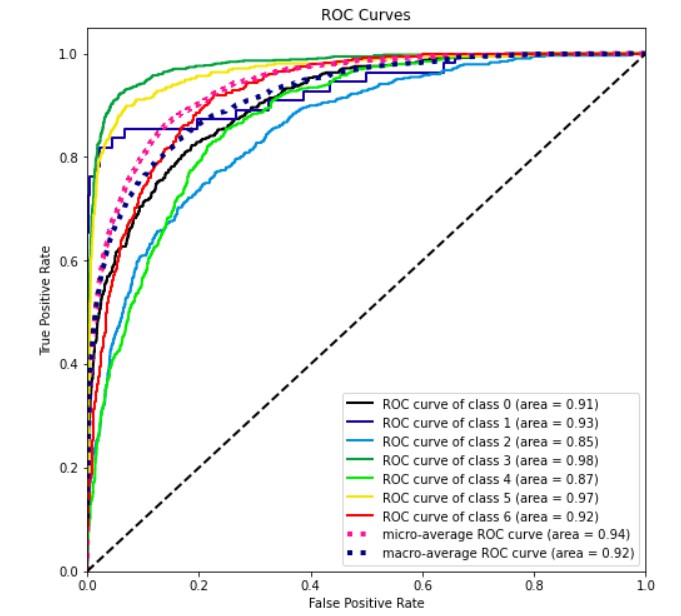 ROC Curves
True Positive Rate
1.0
0.8
0.6
0.4
0.2
0.0
ROC curve of class 0 (area = 0.91)
ROC curve of class 1 (area = 0.93)
ROC curve of class 2 (area = 0.85)
ROC curve of class 3 (area = 0.98)
ROC curve of class 4 (area = 0.87)
ROC curve of class 5 (area = 0.97)
ROC curve of class 6 (area = 0.92)
micro-average ROC curve (area = 0.94)
macro-average ROC curve (area = 0.92)
0.0 0.2 0.4 0.6 0.8 1.0
False Positive Rate